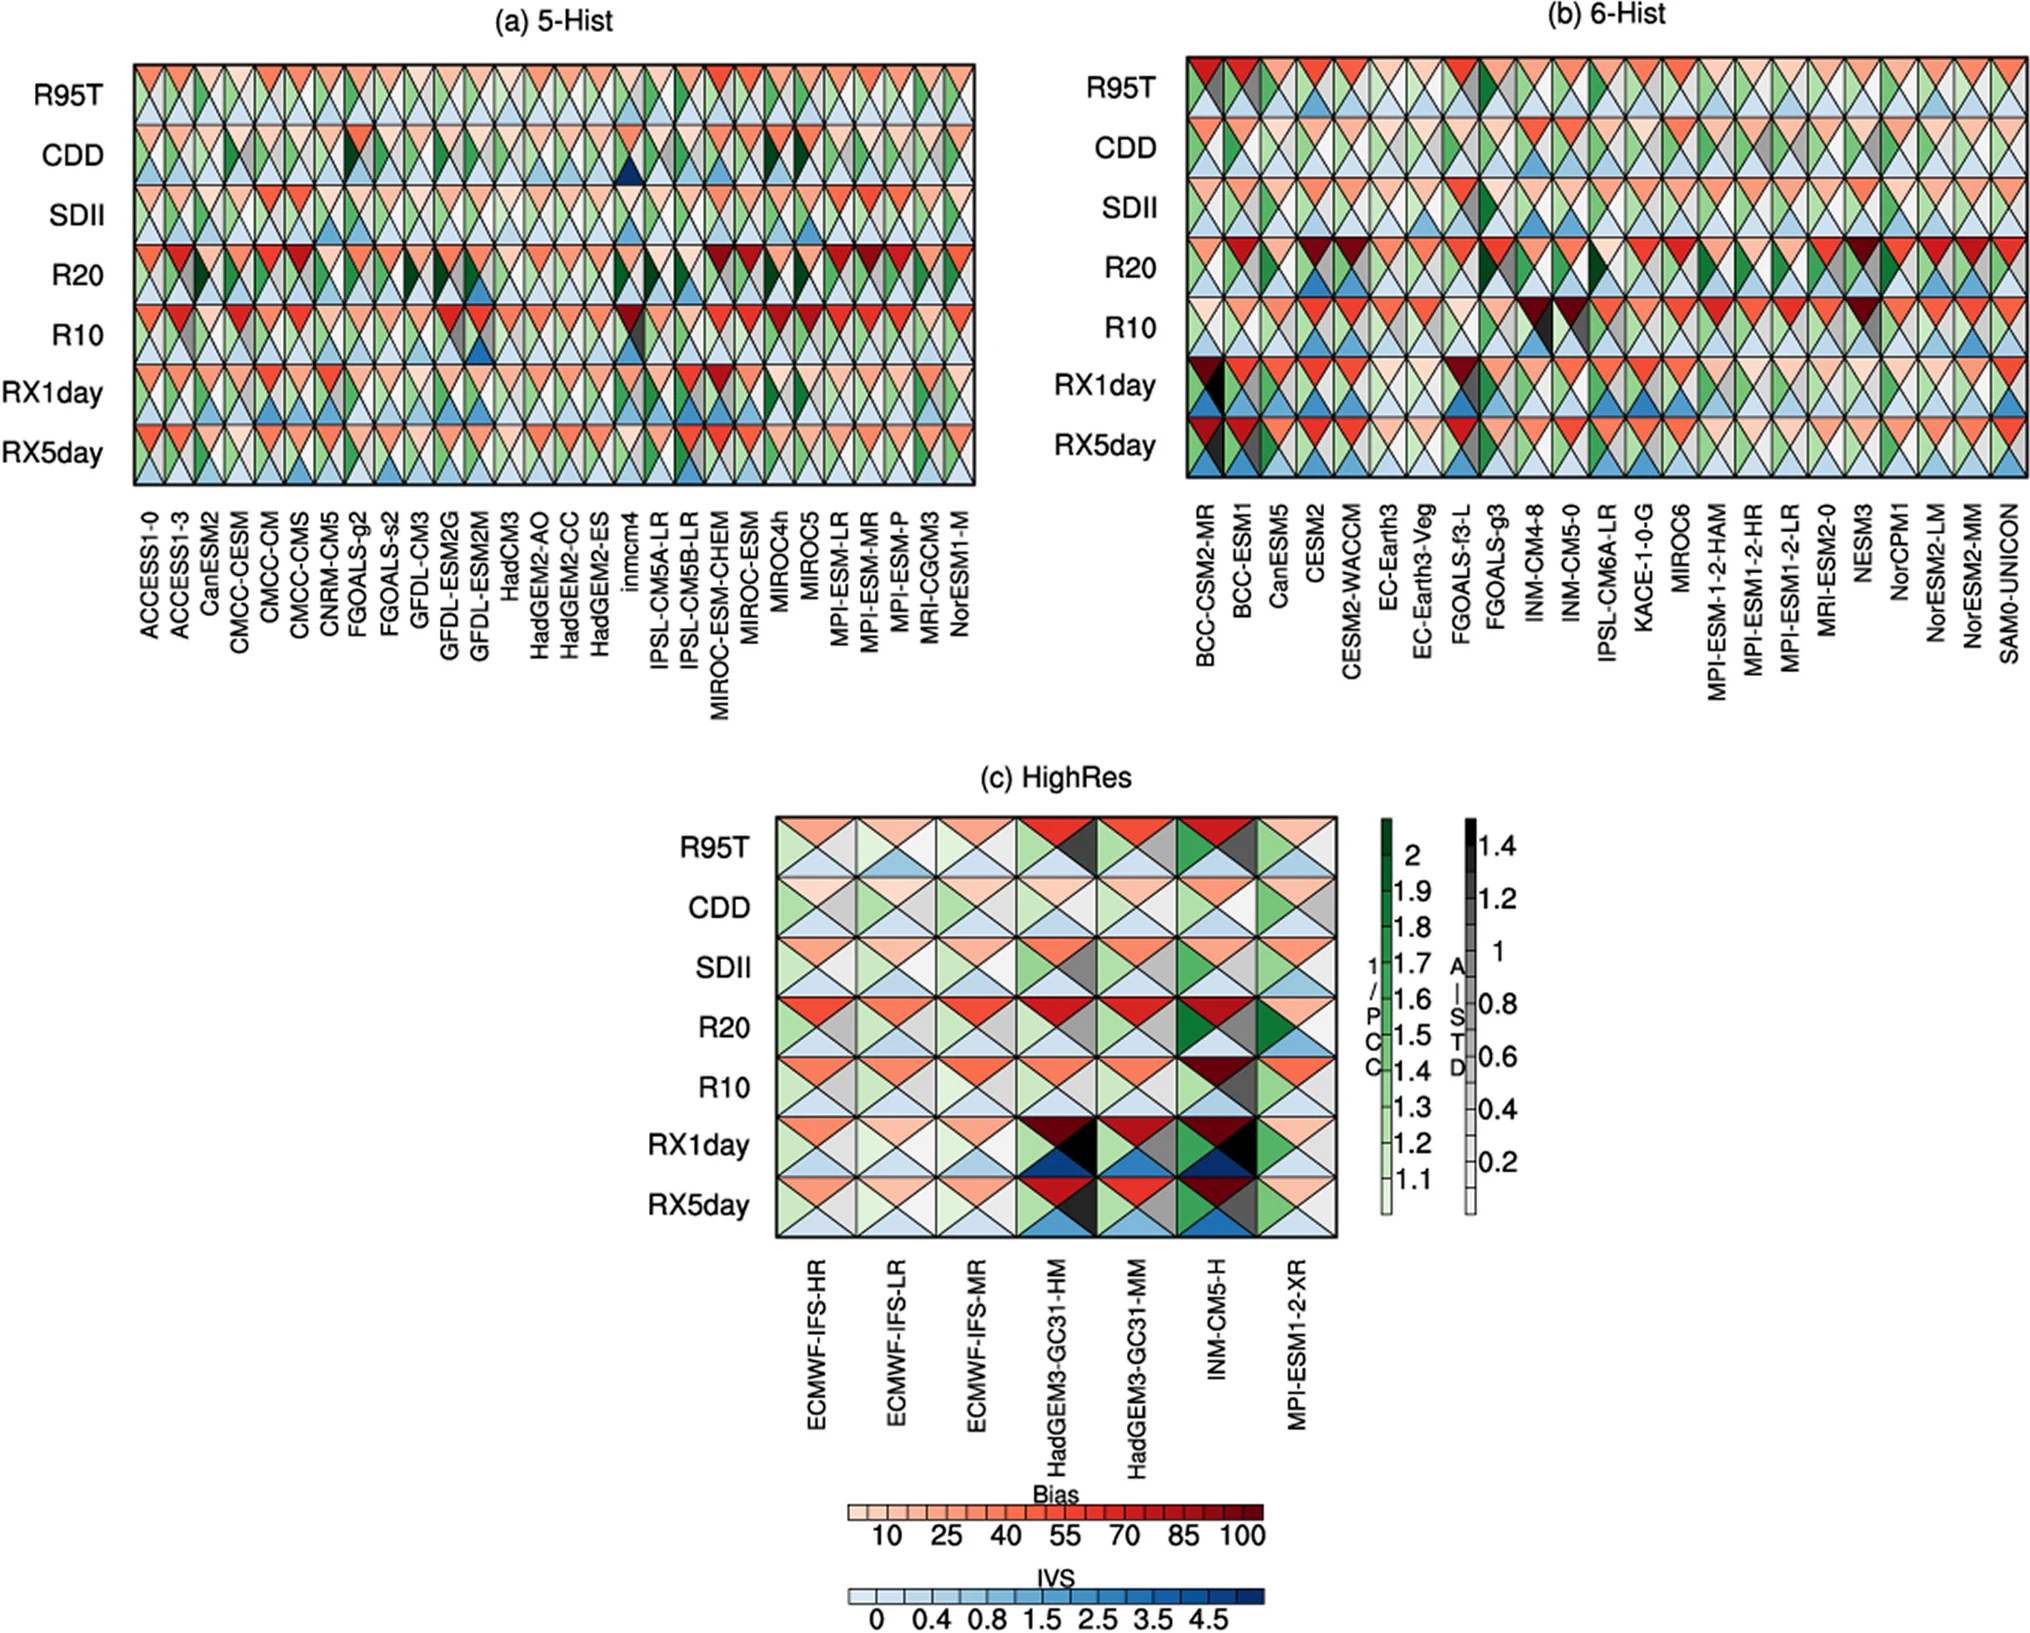 (a) 5-Hist
R95T
CDD
SDII
R20
R10
RX1day
RX5day
ACCESS1-0
ACCESS1-3
CanESM2
CMCC-CESM
CMCC-CM
CMCC-CMS
CNRM-CM5
FGOALS-g2
FGOALS-s2
GFDL-CM3
GFDL-ESM2G
GFDL-ESM2M
HadCM3
HadGEM2-AO
HadGEM2-CC
HadGEM2-ES
inmcm4
IPSL-CM5A-LR
IPSL-CM5B-LR
MIROC-ESM-CHEM
MIROC-ESM
MIROC4h
MIROC5
MPI-ESM-LR
MPI-ESM-MR
MPI-ESM-P
MRI-CGCM3
NorESM1-M
(b) 6-Hist
R95T
CDD
SDII
R20
R10
RX1day
RX5day
BCC-CSM2-MR
BCC-ESM1
CanESM5
CESM2
CESM2-WACCM
EC-Earth3
EC-Earth3-Veg
FGOALS-f3-L
FGOALS-g3
INM-CM4-8
INM-CM5-0
IPSL-CM6A-LR
KACE-1-0-G
MIROC6
MPI-ESM-1-2-HAM
MPI-ESM1-2-HR
MPI-ESM1-2-LR
MRI-ESM2-0
NESM3
NorCPM1
NorESM2-LM
NorESM2-MM
SAM0-UNICON
(c) HighRes
R95T
CDD
SDII
R20
R10
RX1day
RX5day
ECMWF-IFS-HR
ECMWF-IFS-LR
ECMWF-IFS-MR
HadGEM3-GC31-HM
HadGEM3-GC31-MM
INM-CM5-H
MPI-ESM1-2-XR
1/PCC
2
1.9
1.8
1.7
1.6
1.5
1.4
1.3
1.2
1.1
A|STD
1.4
1.2
1
0.8
0.6
0.4
0.2
Bias
10 25 40 55 70 85 100
IVS
0 0.4 0.8 1.5 2.5 3.5 4.5